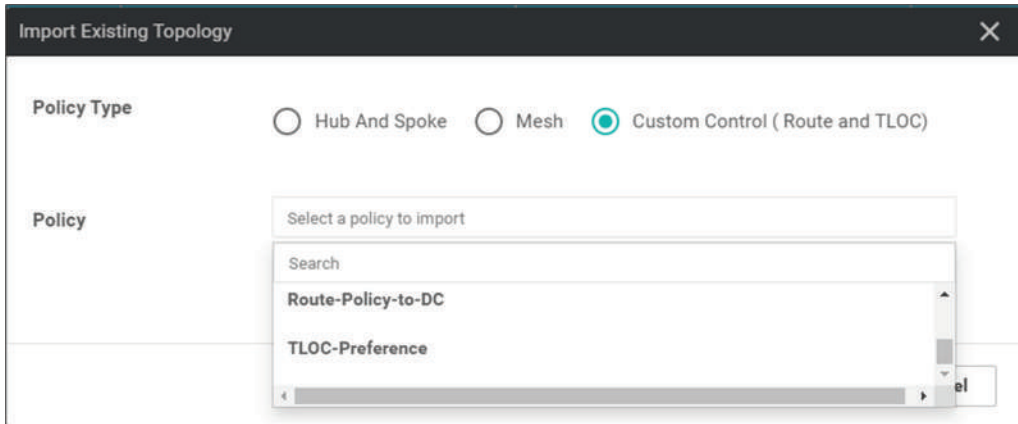 Import Existing Topology
Policy Type
Hub And Spoke Mesh Custom Control ( Route and TLOC)
Policy
Select a policy to import
Search
Route-Policy-to-DC
TLOC-Preference